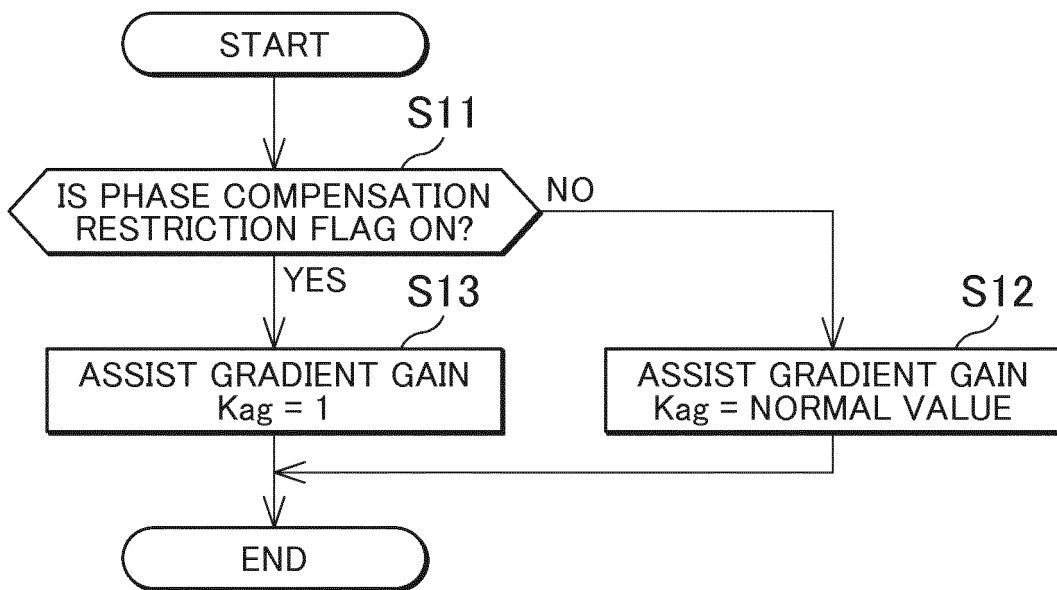 START
S11
IS PHASE COMPENSATION
RESTRICTION FLAG ON?
NO
YES
S13
ASSIST GRADIENT GAIN
Kag = 1
S12
ASSIST GRADIENT GAIN
Kag = NORMAL VALUE
END